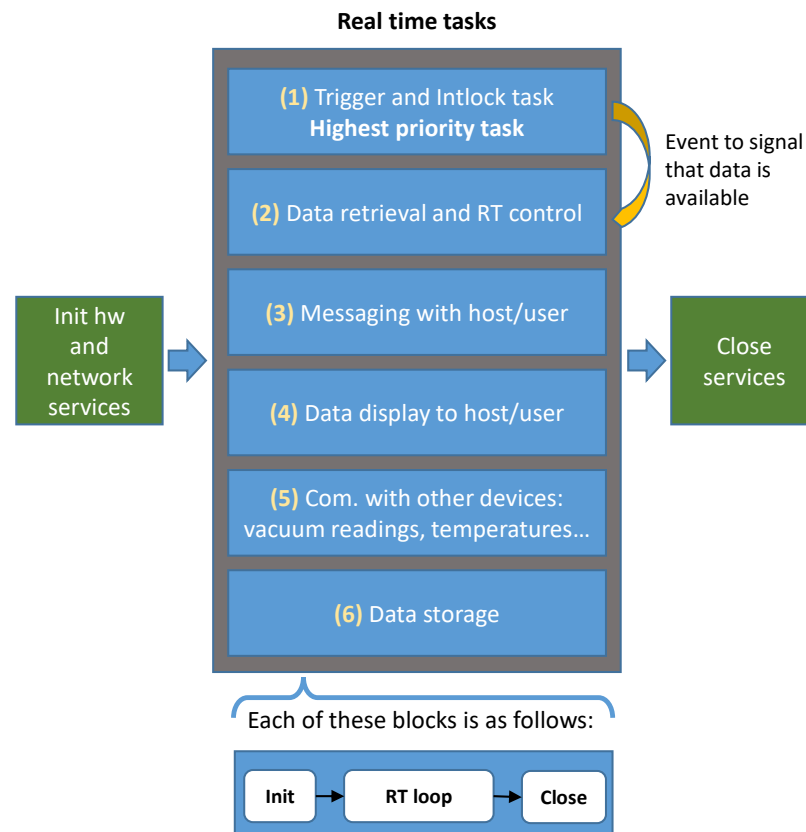 Real time tasks
(1) Trigger and Intlock task
Highest priority task
Event to signal
that data is
available
(2) Data retrieval and RT control
Init hw
and
network
services
(3) Messaging with host/user
Close
services
(4) Data display to host/user
(5) Com. with other devices:
vacuum readings, temperatures…
(6) Data storage
Each of these blocks is as follows:
Init
RT loop
Close